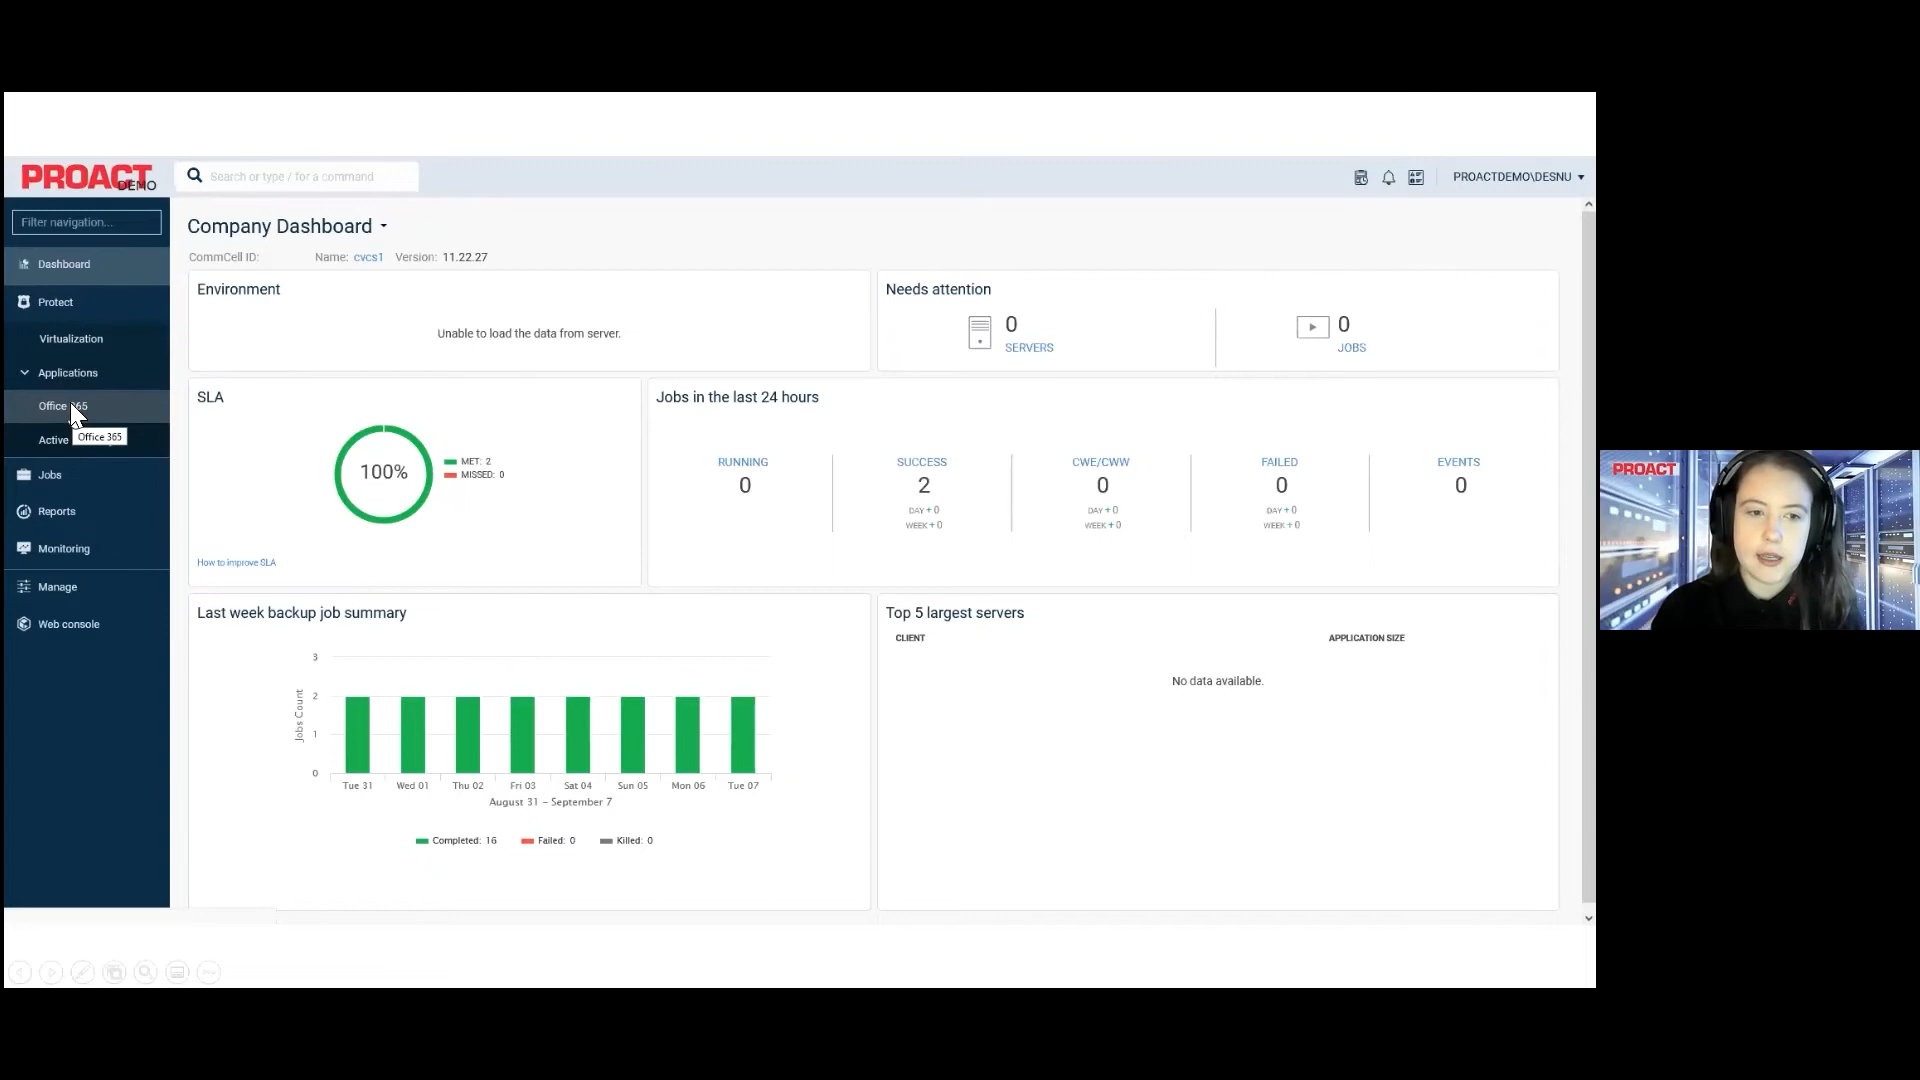 PROACT
DEMO
Search or type / for a command
PROACTDEMO\DESNU
Filter navigation...
Dashboard
Protect
Virtualization
Applications
Office 365
Active
Office 365
Jobs
Reports
Monitoring
Manage
Web console
Company Dashboard
CommCell ID: Name: cvcs1 Version: 11.22.27
Environment
Unable to load the data from server.
Needs attention
0
SERVERS
0
JOBS
SLA
100%
MET: 2
MISSED: 0
How to improve SLA
Jobs in the last 24 hours
RUNNING
0
SUCCESS
2
DAY +0
WEEK +0
CWE/CWW
0
DAY +0
WEEK +0
FAILED
0
DAY +0
WEEK +0
EVENTS
0
Last week backup job summary
Jobs Count
3
2
1
0
Tue 31 Wed 01 Thu 02 Fri 03 Sat 04 Sun 05 Mon 06 Tue 07
August 31 – September 7
Completed: 16 Failed: 0 Killed: 0
Top 5 largest servers
CLIENT APPLICATION SIZE
No data available.
PROACT